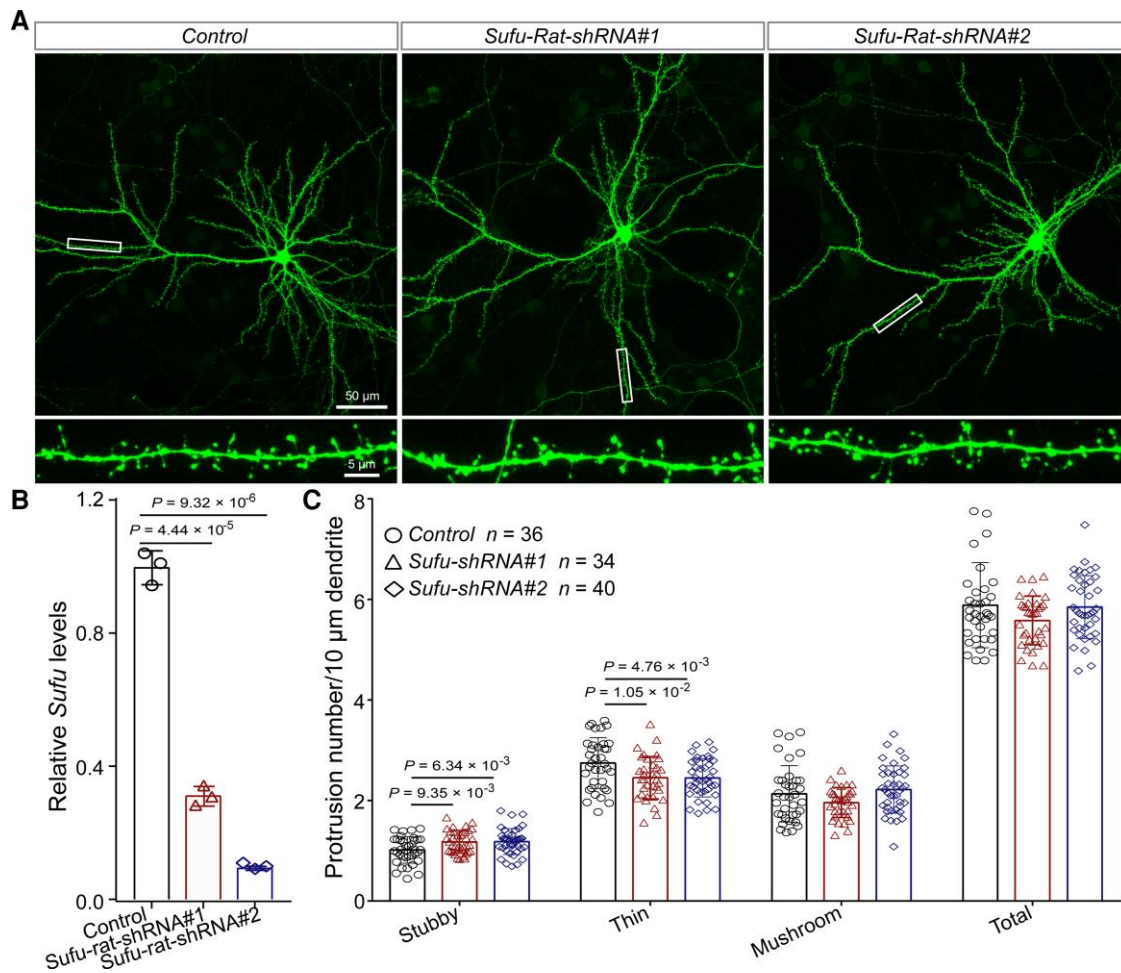 A
Control
Sufu-Rat-shRNA#1
Sufu-Rat-shRNA#2
50 µm
5 µm
B
Relative Sufu levels
1.2
0.8
0.4
0.0
P = 9.32 × 10⁻⁶
P = 4.44 × 10⁻⁵
Control
Sufu-rat-shRNA#1
Sufu-rat-shRNA#2
C
Protrusion number/10 µm dendrite
8
6
4
2
0
Control n = 36
Sufu-shRNA#1 n = 34
Sufu-shRNA#2 n = 40
P = 6.34 × 10⁻³
P = 9.35 × 10⁻³
P = 4.76 × 10⁻³
P = 1.05 × 10⁻²
Stubby
Thin
Mushroom
Total